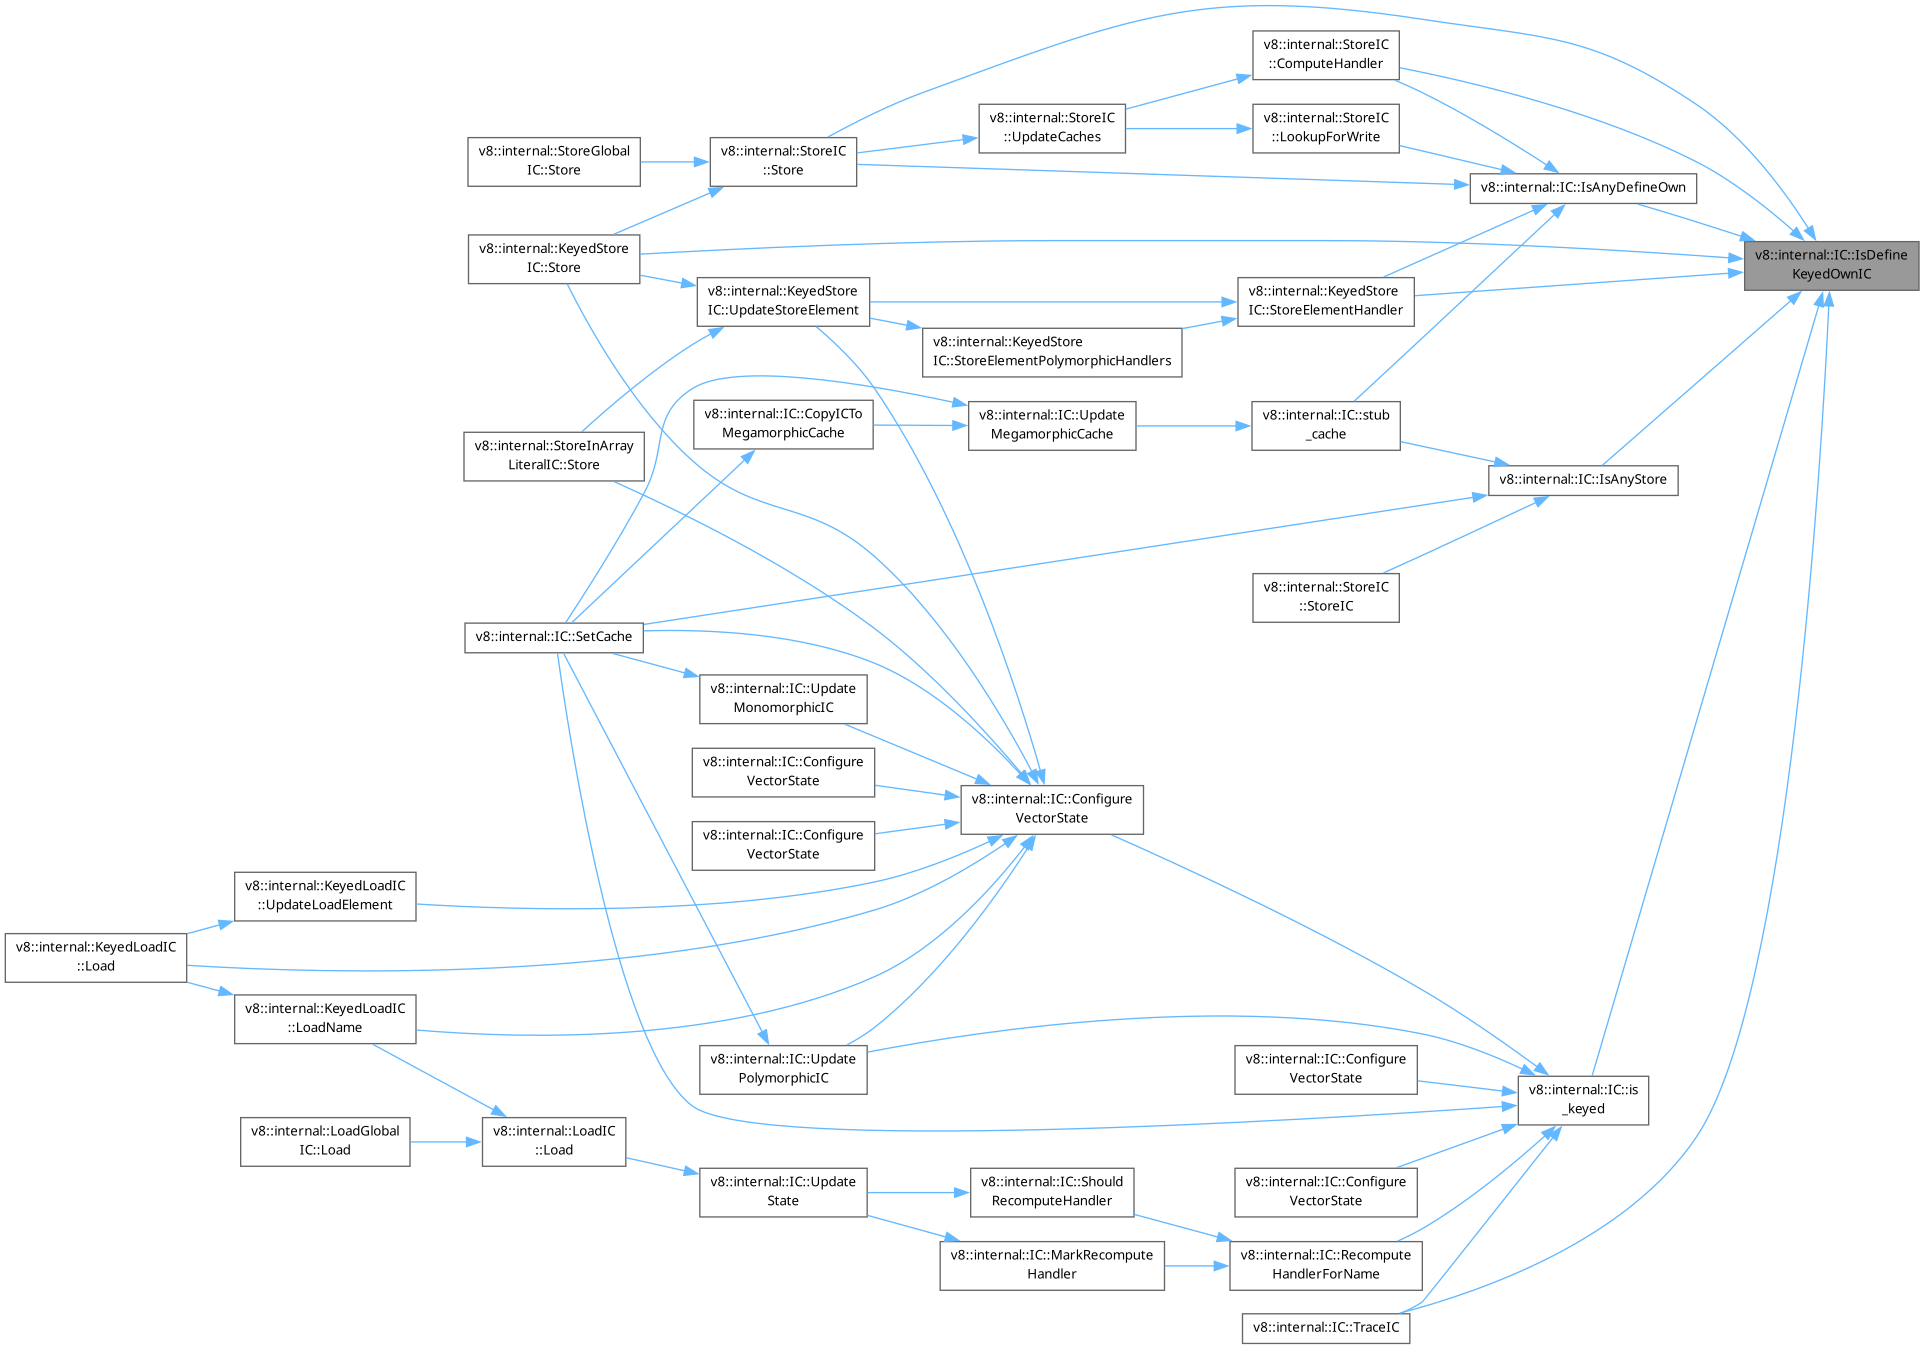 v8::internal::StoreIC
::ComputeHandler
v8::internal::StoreIC
::UpdateCaches
v8::internal::StoreIC
::LookupForWrite
v8::internal::StoreGlobal
IC::Store
v8::internal::StoreIC
::Store
v8::internal::IC::IsAnyDefineOwn
v8::internal::KeyedStore
IC::Store
v8::internal::IC::IsDefine
KeyedOwnIC
v8::internal::KeyedStore
IC::UpdateStoreElement
v8::internal::KeyedStore
IC::StoreElementHandler
v8::internal::KeyedStore
IC::StoreElementPolymorphicHandlers
v8::internal::IC::CopyICTo
MegamorphicCache
v8::internal::IC::Update
MegamorphicCache
v8::internal::IC::stub
_cache
v8::internal::StoreInArray
LiteralIC::Store
v8::internal::IC::IsAnyStore
v8::internal::StoreIC
::StoreIC
v8::internal::IC::SetCache
v8::internal::IC::Update
MonomorphicIC
v8::internal::IC::Configure
VectorState
v8::internal::IC::Configure
VectorState
v8::internal::IC::Configure
VectorState
v8::internal::KeyedLoadIC
::UpdateLoadElement
v8::internal::KeyedLoadIC
::Load
v8::internal::KeyedLoadIC
::LoadName
v8::internal::IC::Update
PolymorphicIC
v8::internal::IC::Configure
VectorState
v8::internal::IC::is
_keyed
v8::internal::LoadGlobal
IC::Load
v8::internal::LoadIC
::Load
v8::internal::IC::Update
State
v8::internal::IC::Should
RecomputeHandler
v8::internal::IC::Configure
VectorState
v8::internal::IC::MarkRecompute
Handler
v8::internal::IC::Recompute
HandlerForName
v8::internal::IC::TraceIC